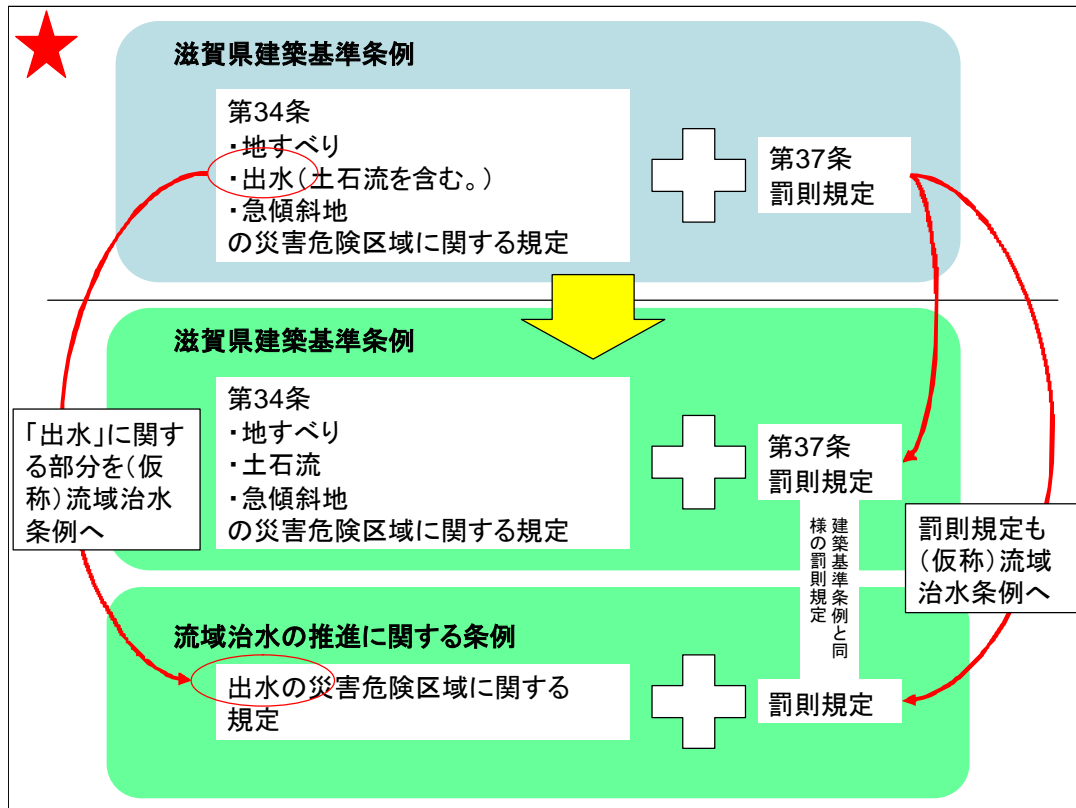 滋賀県建築基準条例
第34条
・地すべり
・出水(土石流を含む。)
・急傾斜地
の災害危険区域に関する規定
第37条
罰則規定
滋賀県建築基準条例
第34条
・地すべり
・土石流
・急傾斜地
の災害危険区域に関する規定
第37条
罰則規定
「出水」に関す
る部分を(仮
称)流域治水
条例へ
建築基準条例と同
様の罰則規定
罰則規定も
(仮称)流域
治水条例へ
流域治水の推進に関する条例
出水の災害危険区域に関する
規定
罰則規定